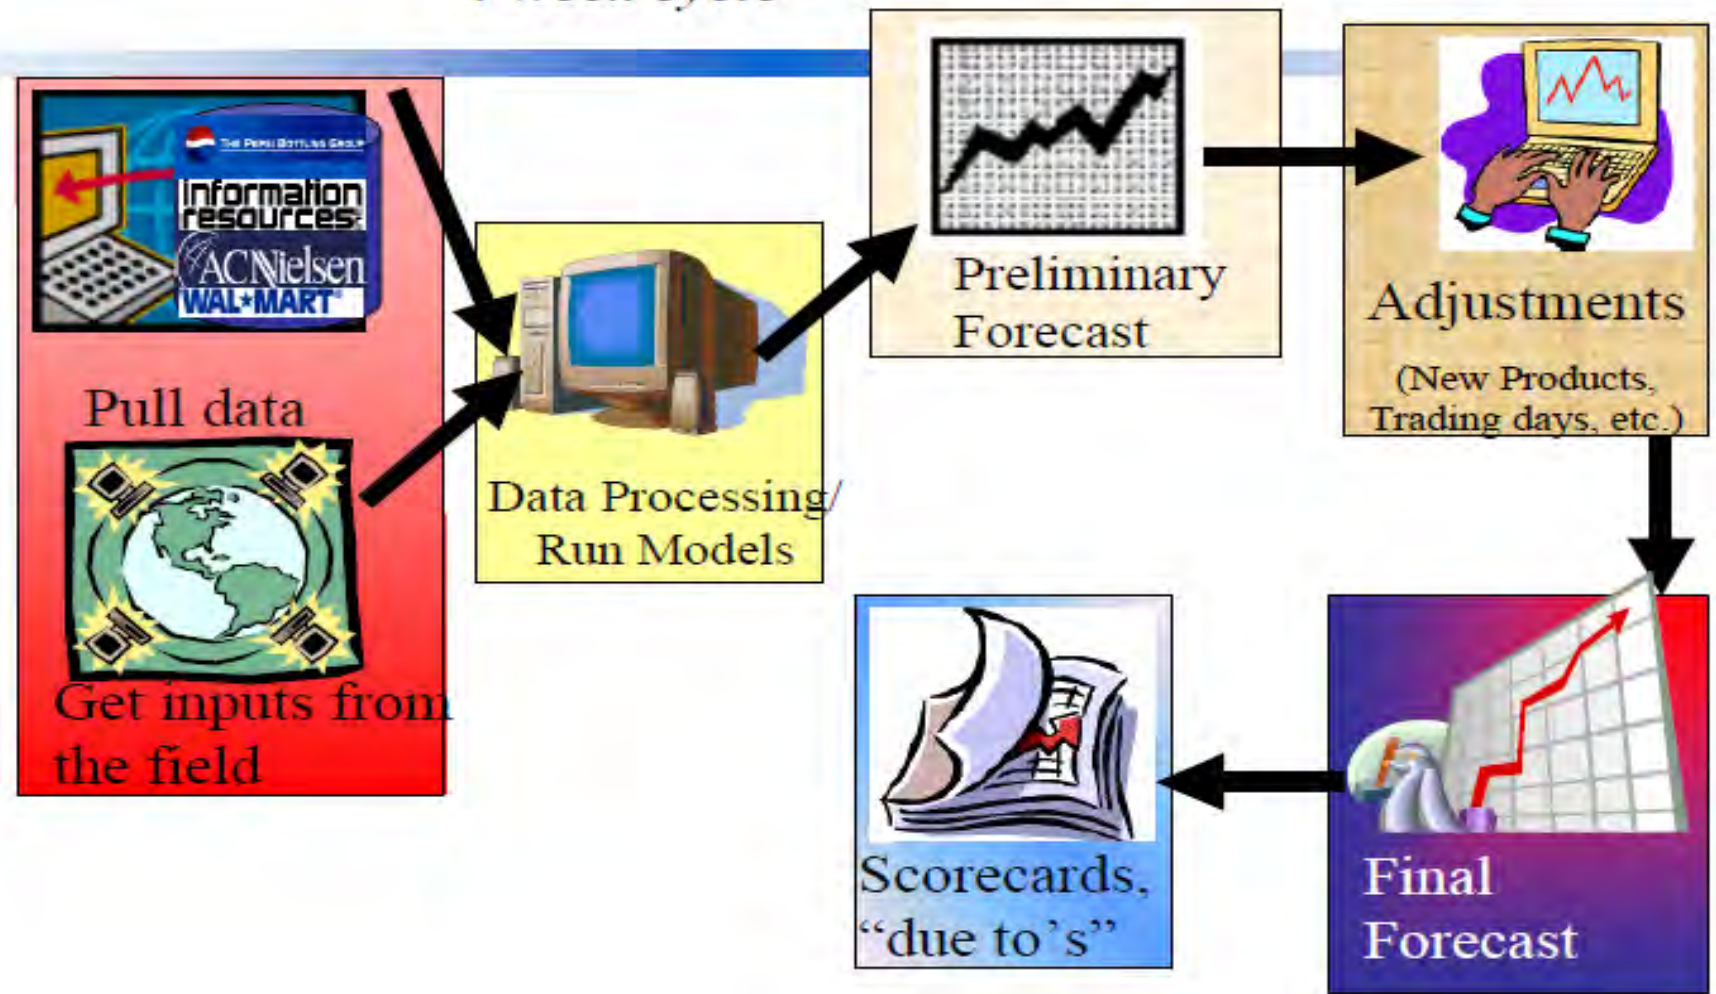 THE PEPSI BOTTLING GROUP
information
resources
ACNielsen
WAL★MART
Pull data
Get inputs from
the field
Data Processing/
Run Models
Preliminary
Forecast
Adjustments
(New Products,
Trading days, etc.)
Final
Forecast
Scorecards,
“due to’s”